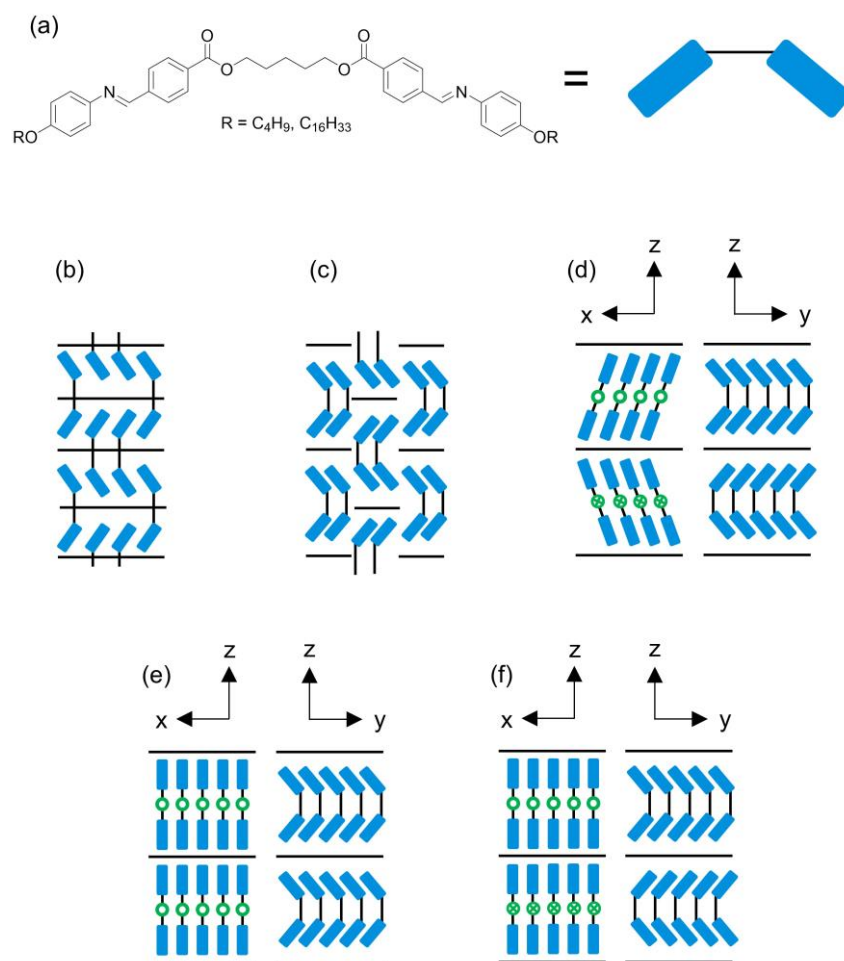 (a)
O
O
O
O
N
N
RO
OR
R = C₄H₉, C₁₆H₃₃
=
(b)
(c)
(d)
z
z
x
y
(e)
z
z
x
y
(f)
z
z
x
y